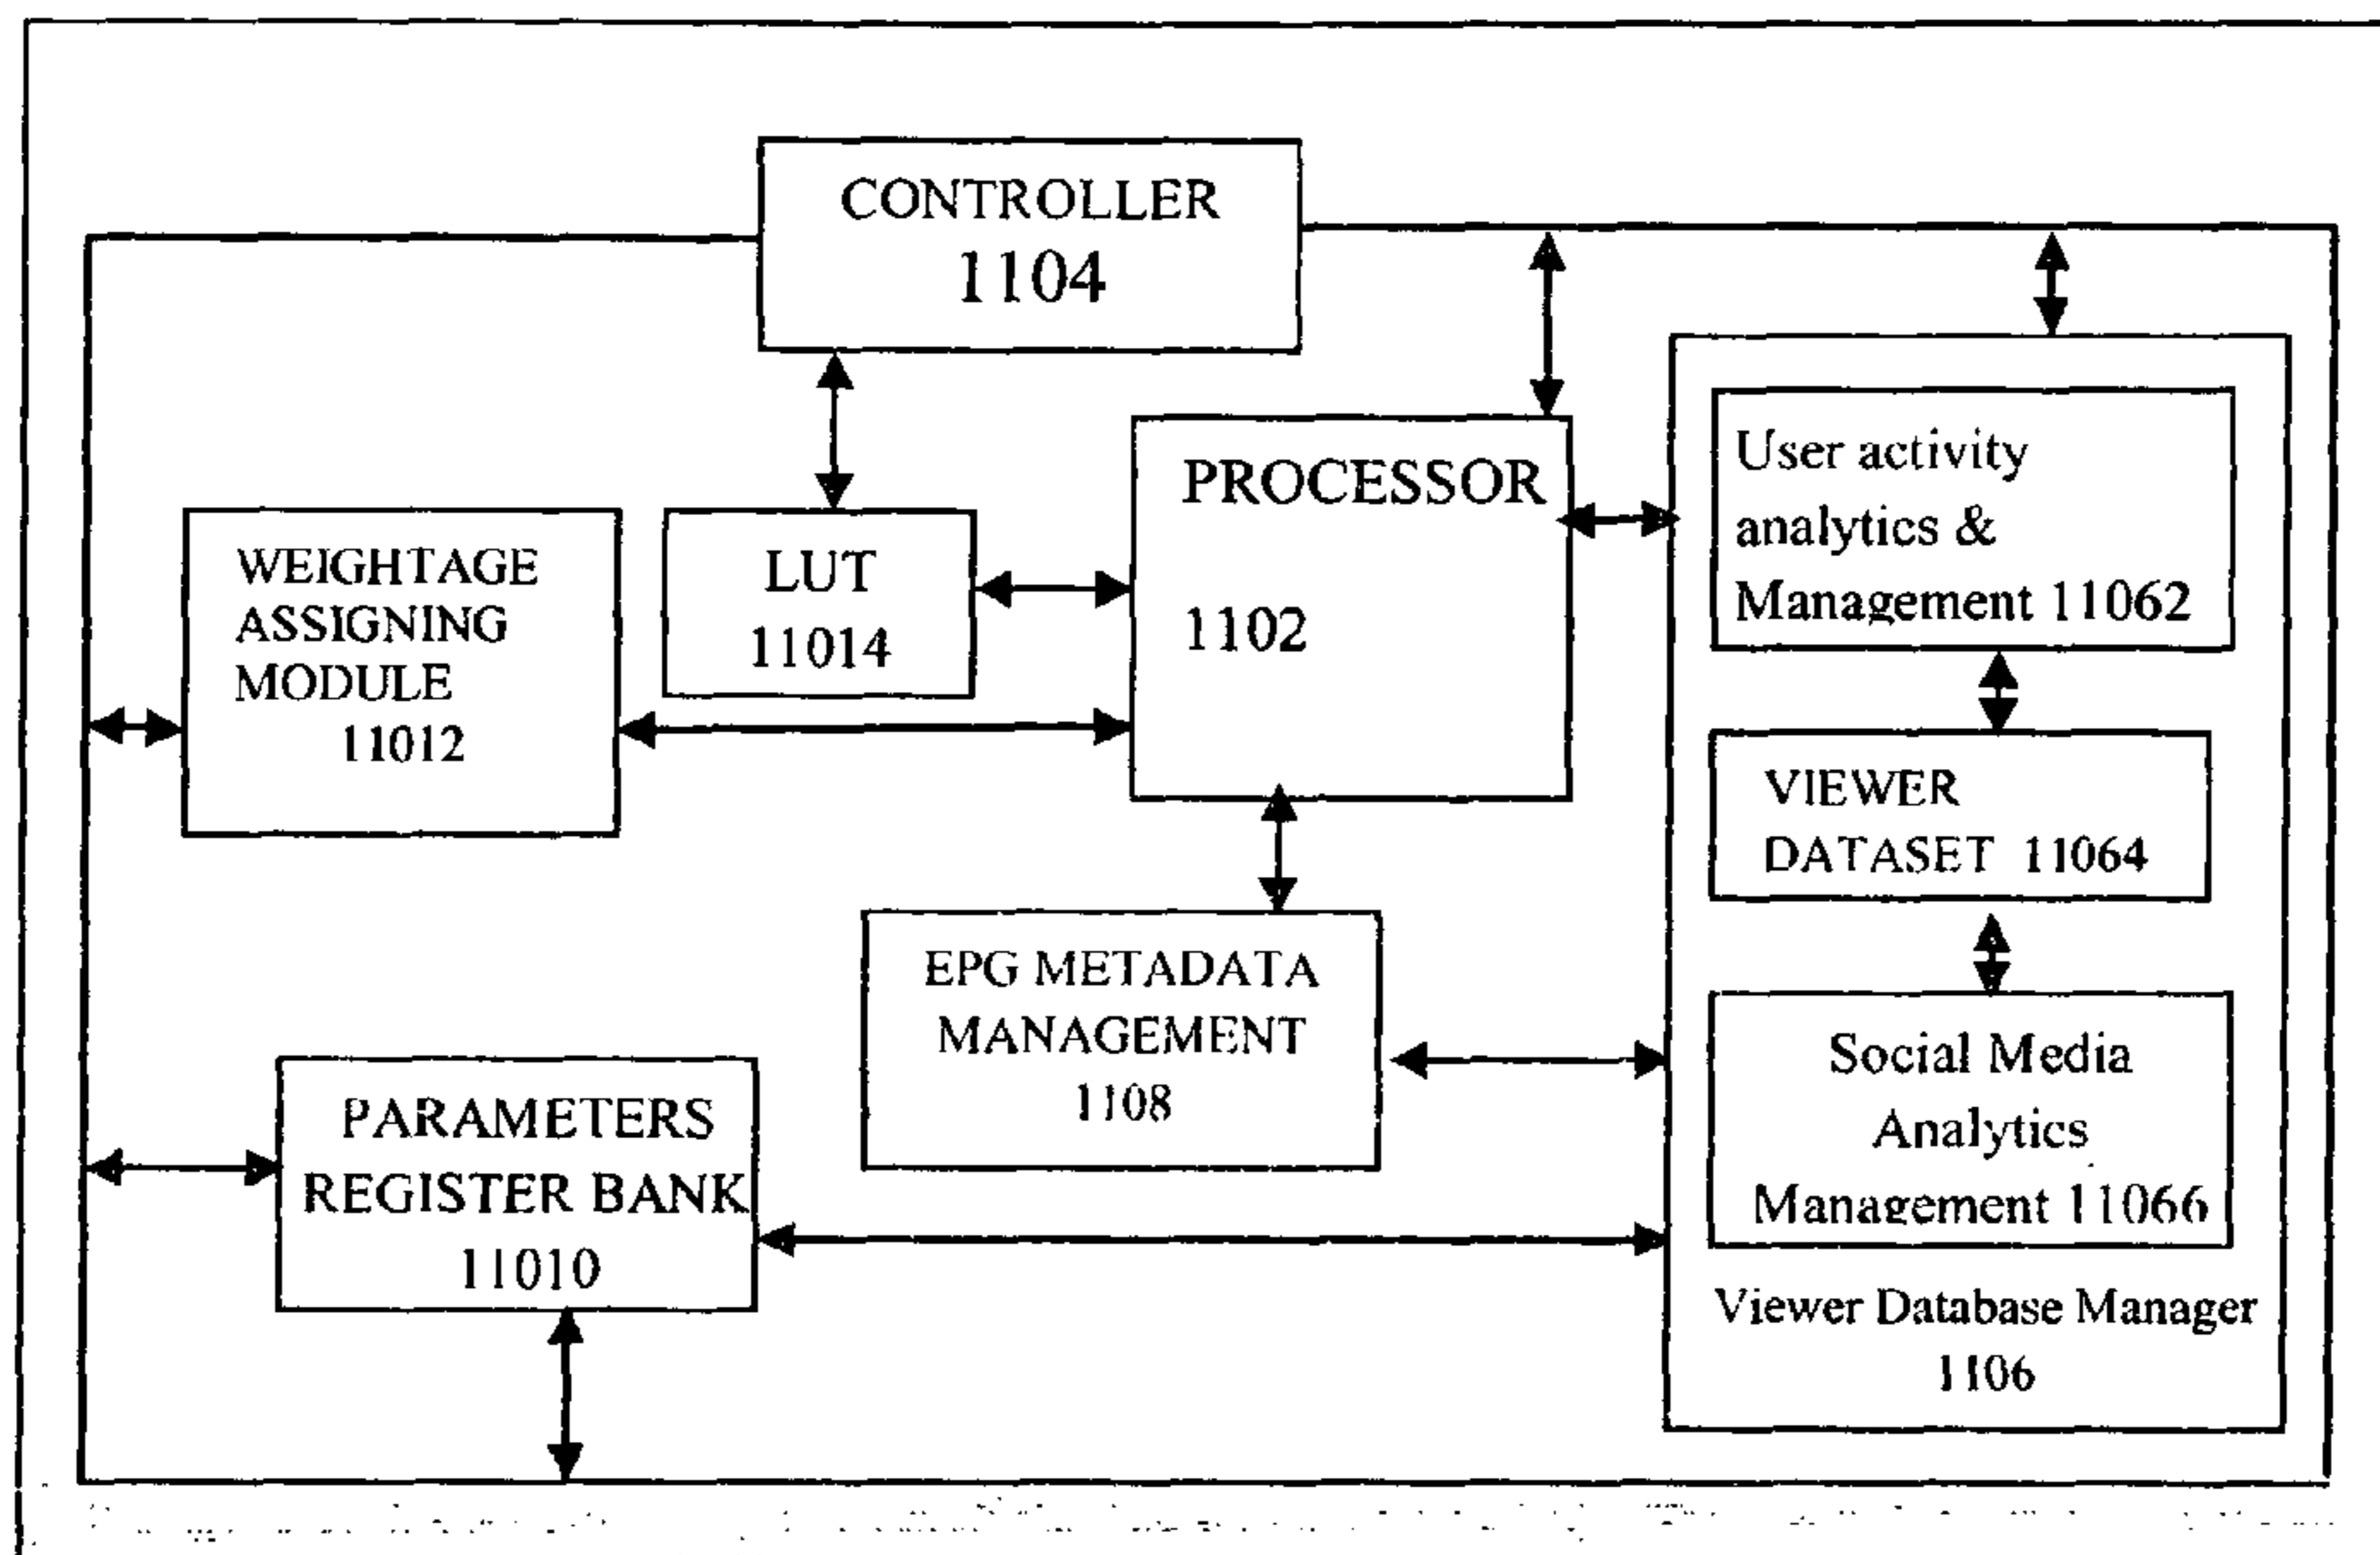 CONTROLLER
1104
PROCESSOR
1102
WEIGHTAGE
ASSIGNING
MODULE
11012
LUT
11014
User activity
analytics &
Management 11062
VIEWER
DATASET 11064
EPG METADATA
MANAGEMENT
1108
Social Media
Analytics
Management 11066
PARAMETERS
REGISTER BANK
11010
Viewer Database Manager
1106